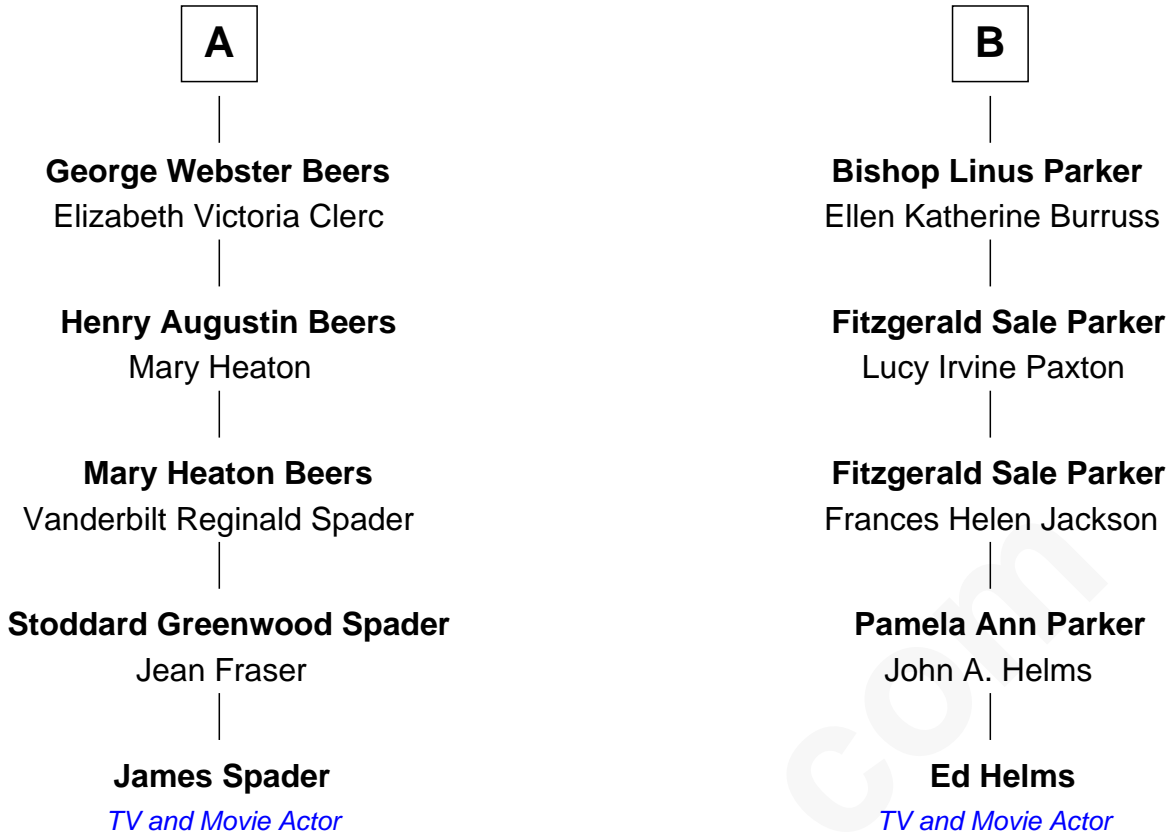 A
George Webster Beers
Elizabeth Victoria Clerc
Henry Augustin Beers
Mary Heaton
Mary Heaton Beers
Vanderbilt Reginald Spader
Stoddard Greenwood Spader
Jean Fraser
James Spader
TV and Movie Actor
B
Bishop Linus Parker
Ellen Katherine Burruss
Fitzgerald Sale Parker
Lucy Irvine Paxton
Fitzgerald Sale Parker
Frances Helen Jackson
Pamela Ann Parker
John A. Helms
Ed Helms
TV and Movie Actor
com